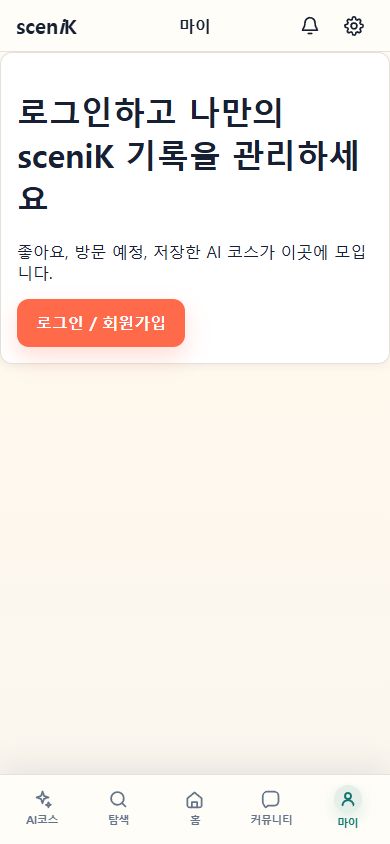 sceniK
마이
로그인하고 나만의
sceniK 기록을 관리하세
요
좋아요, 방문 예정, 저장한 AI 코스가 이곳에 모입
니다.
로그인 / 회원가입
AI코스
탐색
홈
커뮤니티
마이